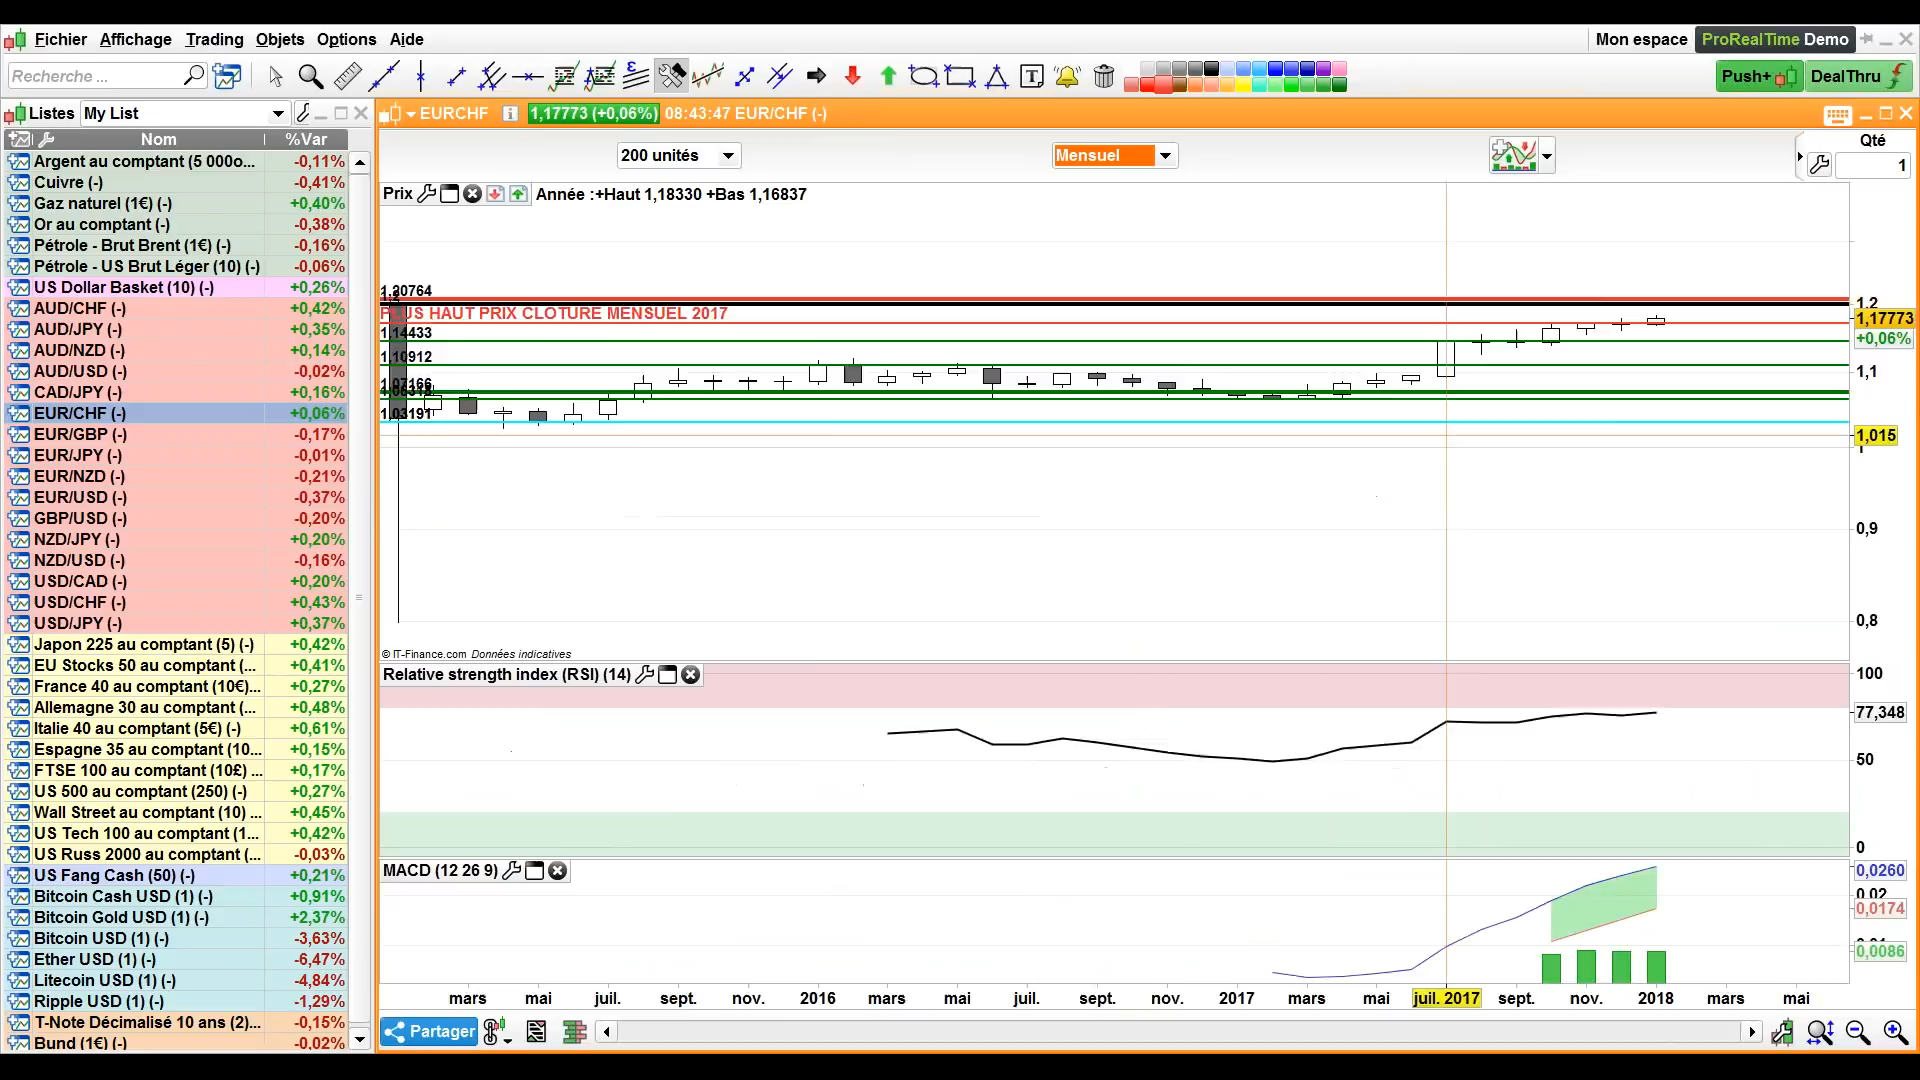 Fichier Affichage Trading Objets Options Aide
Mon espace ProRealTime Demo
Recherche ...
Push+ DealThru
Listes My List
EURCHF 1,17773 (+0,06%) 08:43:47 EUR/CHF (-)
Nom %Var
Argent au comptant (5 000o... -0,11%
Cuivre (-) -0,41%
Gaz naturel (1€) (-) +0,40%
Or au comptant (-) -0,38%
Pétrole - Brut Brent (1€) (-) -0,16%
Pétrole - US Brut Léger (10) (-) -0,06%
US Dollar Basket (10) (-) +0,26%
AUD/CHF (-) +0,42%
AUD/JPY (-) +0,35%
AUD/NZD (-) +0,14%
AUD/USD (-) -0,02%
CAD/JPY (-) +0,16%
EUR/CHF (-) +0,06%
EUR/GBP (-) -0,17%
EUR/JPY (-) -0,01%
EUR/NZD (-) -0,21%
EUR/USD (-) -0,37%
GBP/USD (-) -0,20%
NZD/JPY (-) +0,20%
NZD/USD (-) -0,16%
USD/CAD (-) +0,20%
USD/CHF (-) +0,43%
USD/JPY (-) +0,37%
Japon 225 au comptant (5) (-) +0,42%
EU Stocks 50 au comptant (... +0,41%
France 40 au comptant (10€)... +0,27%
Allemagne 30 au comptant (... +0,48%
Italie 40 au comptant (5€) (-) +0,61%
Espagne 35 au comptant (10... +0,15%
FTSE 100 au comptant (10£) ... +0,17%
US 500 au comptant (250) (-) +0,27%
Wall Street au comptant (10) ... +0,45%
US Tech 100 au comptant (1... +0,42%
US Russ 2000 au comptant (... -0,03%
US Fang Cash (50) (-) +0,21%
Bitcoin Cash USD (1) (-) +0,91%
Bitcoin Gold USD (1) (-) +2,37%
Bitcoin USD (1) (-) -3,63%
Ether USD (1) (-) -6,47%
Litecoin USD (1) (-) -4,84%
Ripple USD (1) (-) -1,29%
T-Note Décimalisé 10 ans (2)... -0,15%
Bund (1€) (-) -0,02%
200 unités
Mensuel
Qté
1
Prix Année :+Haut 1,18330 +Bas 1,16837
1,20764
PLUS HAUT PRIX CLOTURE MENSUEL 2017
1,14433
1,10912
1,07166
1,03191
1,2
1,17773
+0,06%
1,1
1,015
1
0,9
0,8
© IT-Finance.com Données indicatives
Relative strength index (RSI) (14)
100
77,348
50
0
MACD (12 26 9)
0,0260
0,02
0,0174
0,0086
mars mai juil. sept. nov. 2016 mars mai juil. sept. nov. 2017 mars mai juil. 2017 sept. nov. 2018 mars mai
Partager